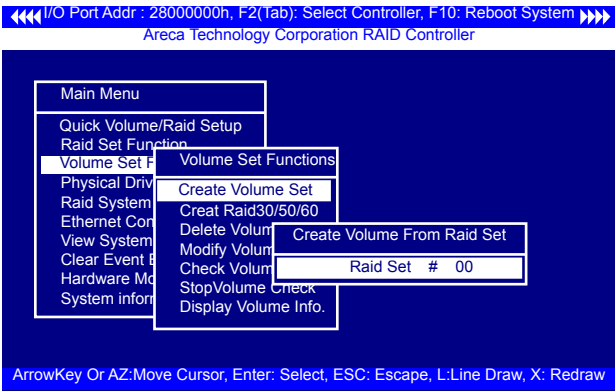 I/O Port Addr : 28000000h, F2(Tab): Select Controller, F10: Reboot System
Areca Technology Corporation RAID Controller
Main Menu
Quick Volume/Raid Setup
Raid Set Function
Volume Set F
Physical Driv
Raid System
Ethernet Con
View System
Clear Event
Hardware Mo
System inform
Volume Set Functions
Create Volume Set
Creat Raid30/50/60
Delete Volum
Modify Volum
Check Volum
StopVolume Check
Display Volume Info.
Create Volume From Raid Set
Raid Set # 00
ArrowKey Or AZ:Move Cursor, Enter: Select, ESC: Escape, L:Line Draw, X: Redraw